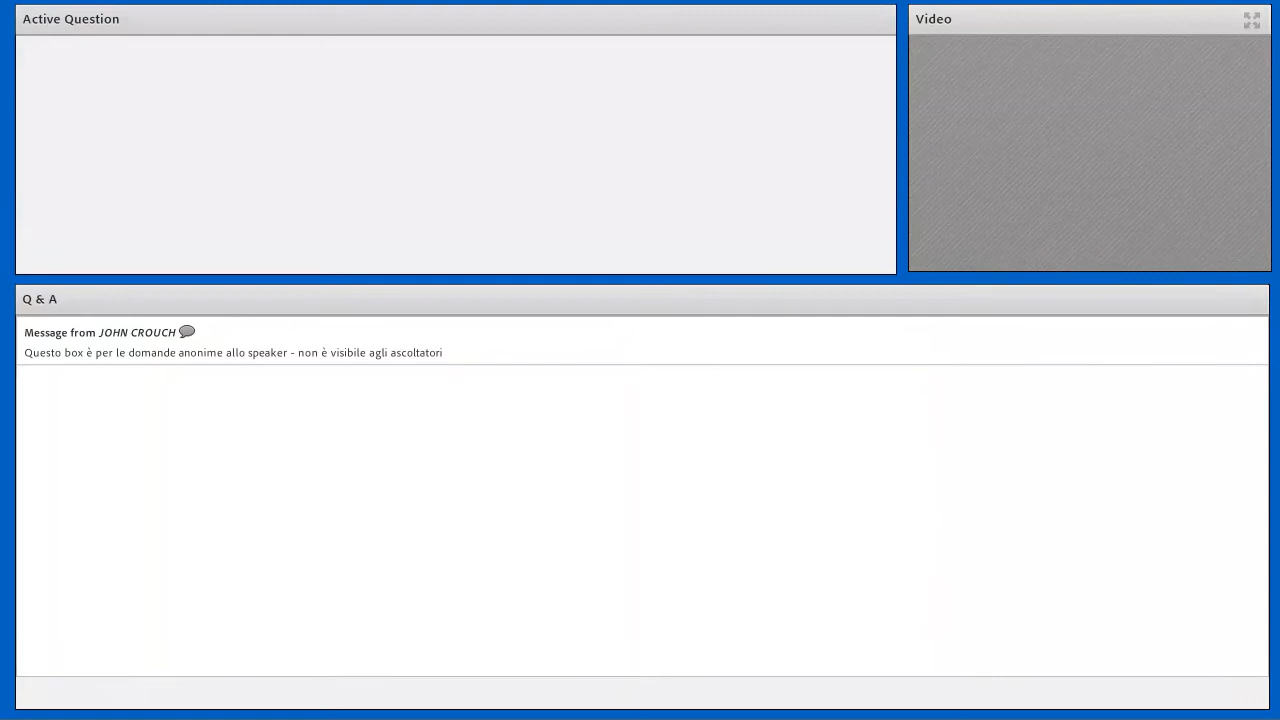 Active Question
Video
Q & A
Message from JOHN CROUCH
Questo box è per le domande anonime allo speaker - non è visibile agli ascoltatori